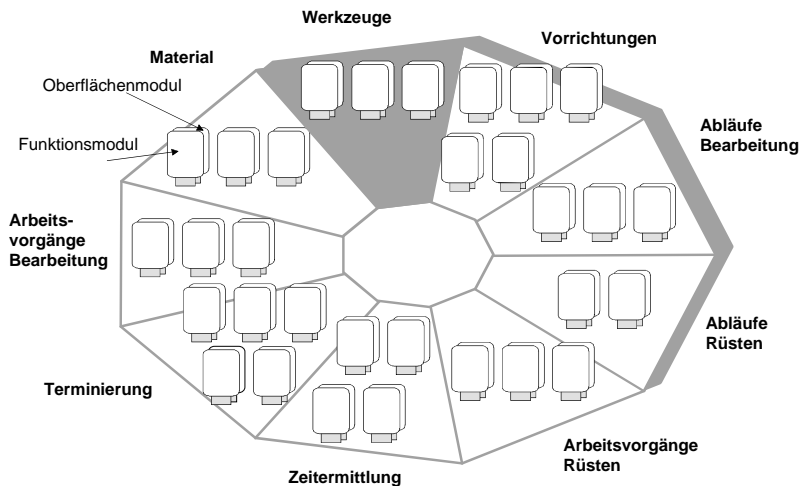 Werkzeuge
Vorrichtungen
Material
Oberflächenmodul
Funktionsmodul
Abläufe
Bearbeitung
Arbeits-
vorgänge
Bearbeitung
Abläufe
Rüsten
Terminierung
Arbeitsvorgänge
Rüsten
Zeitermittlung